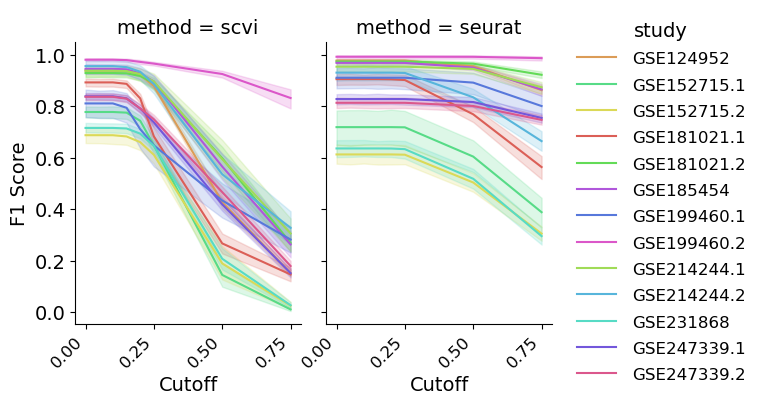 method = scvi
method = seurat
study
F1 Score
1.0
0.8
0.6
0.4
0.2
0.0
0.00
0.25
0.50
0.75
0.00
0.25
0.50
0.75
Cutoff
Cutoff
GSE124952
GSE152715.1
GSE152715.2
GSE181021.1
GSE181021.2
GSE185454
GSE199460.1
GSE199460.2
GSE214244.1
GSE214244.2
GSE231868
GSE247339.1
GSE247339.2